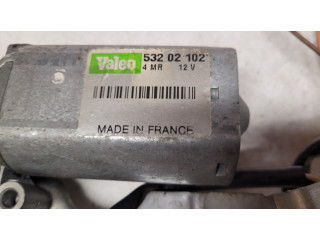 Valeo 532 02 102
4 MR 12 V
MADE IN FRANCE